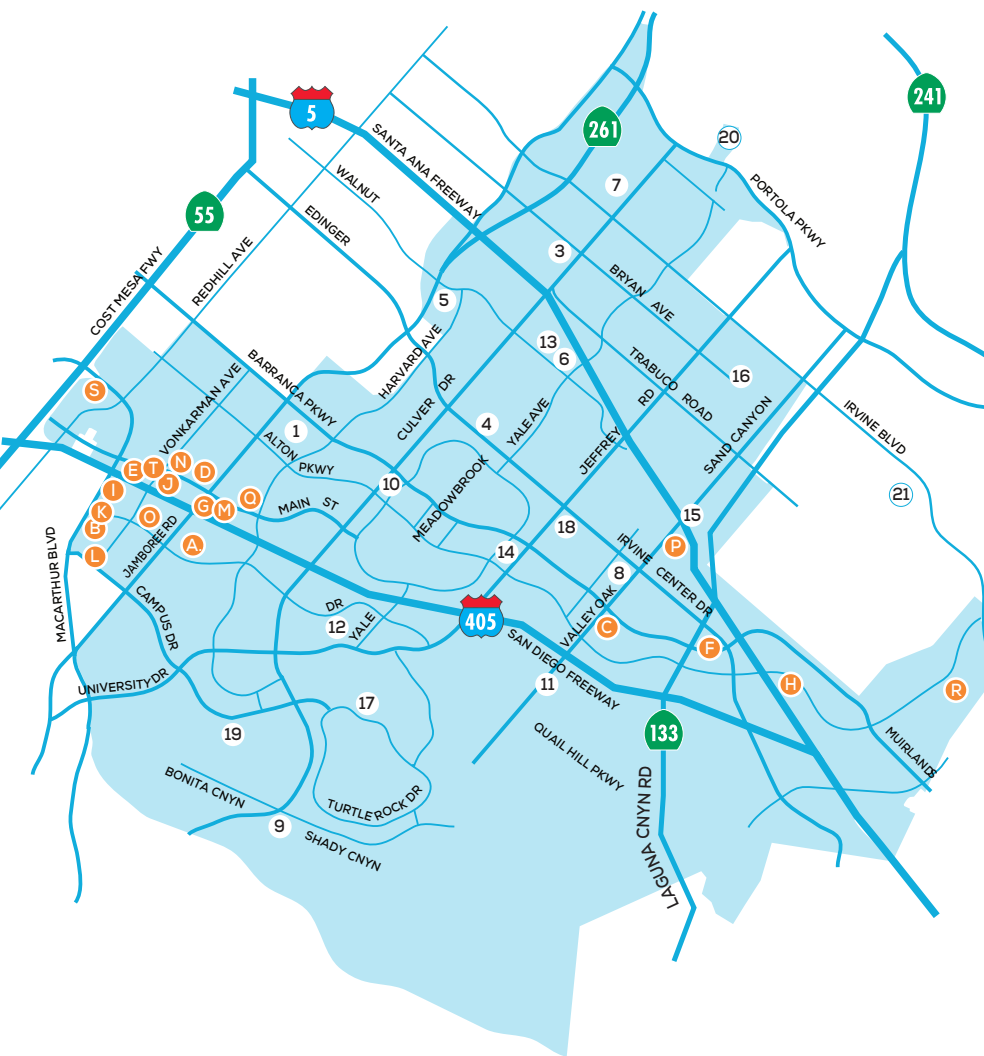 241
5
261
20
SANTA ANA FREEWAY
WALNUT
7
PORTOLA PKWY
55
EDINGER
REDHILL AVE
COST MESA FWY
3
BRYAN AVE
5
HARVARD AVE
13
6
TRABUCO ROAD
16
BARRANCA PKWY
VONKARMAN AVE
S
CULVER DR
JEFFREY RD
SAND CANYON
IRVINE BLVD
1
4
YALE AVE
ALTON PKWY
E
T
N
D
J
I
10
MEADOWBROOK
21
G
M
Q
MAIN ST
K
B
O
15
18
L
A.
JAMBOREE RD
P
IRVINE CENTER DR
14
8
MACARTHUR BLVD
CAMPUS DR
DR
12
YALE
405
VALLEY OAK
C
SAN DIEGO FREEWAY
F
UNIVERSITY DR
11
H
R
17
19
133
QUAIL HILL PKWY
MUIRLANDS
BONITA CNYN
TURTLE ROCK DR
9
SHADY CNYN
LAGUNA CNYN RD